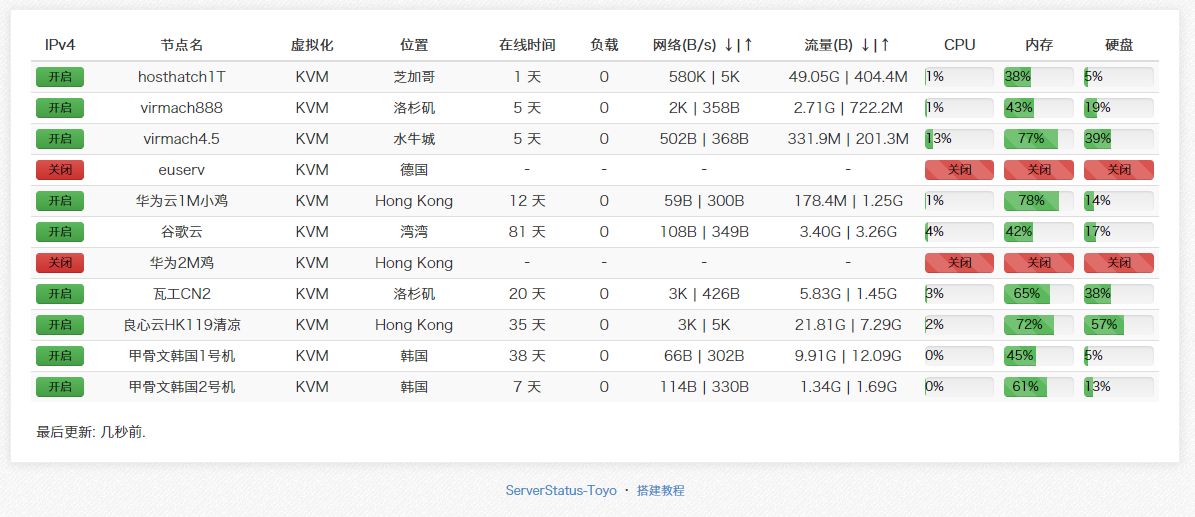 IPv4 节点名 虚拟化 位置 在线时间 负载 网络(B/s) ↓|↑ 流量(B) ↓|↑ CPU 内存 硬盘
开启 hosthatch1T KVM 芝加哥 1 天 0 580K | 5K 49.05G | 404.4M 1% 38% 5%
开启 virmach888 KVM 洛杉矶 5 天 0 2K | 358B 2.71G | 722.2M 1% 43% 19%
开启 virmach4.5 KVM 水牛城 5 天 0 502B | 368B 331.9M | 201.3M 13% 77% 39%
关闭 euserv KVM 德国 - - - - 关闭 关闭 关闭
开启 华为云1M小鸡 KVM Hong Kong 12 天 0 59B | 300B 178.4M | 1.25G 1% 78% 14%
开启 谷歌云 KVM 湾湾 81 天 0 108B | 349B 3.40G | 3.26G 4% 42% 17%
关闭 华为2M鸡 KVM Hong Kong - - - - 关闭 关闭 关闭
开启 瓦工CN2 KVM 洛杉矶 20 天 0 3K | 426B 5.83G | 1.45G 3% 65% 38%
开启 良心云HK119清凉 KVM Hong Kong 35 天 0 3K | 5K 21.81G | 7.29G 2% 72% 57%
开启 甲骨文韩国1号机 KVM 韩国 38 天 0 66B | 302B 9.91G | 12.09G 0% 45% 5%
开启 甲骨文韩国2号机 KVM 韩国 7 天 0 114B | 330B 1.34G | 1.69G 0% 61% 13%
最后更新: 几秒前.
ServerStatus-Toyo · 搭建教程